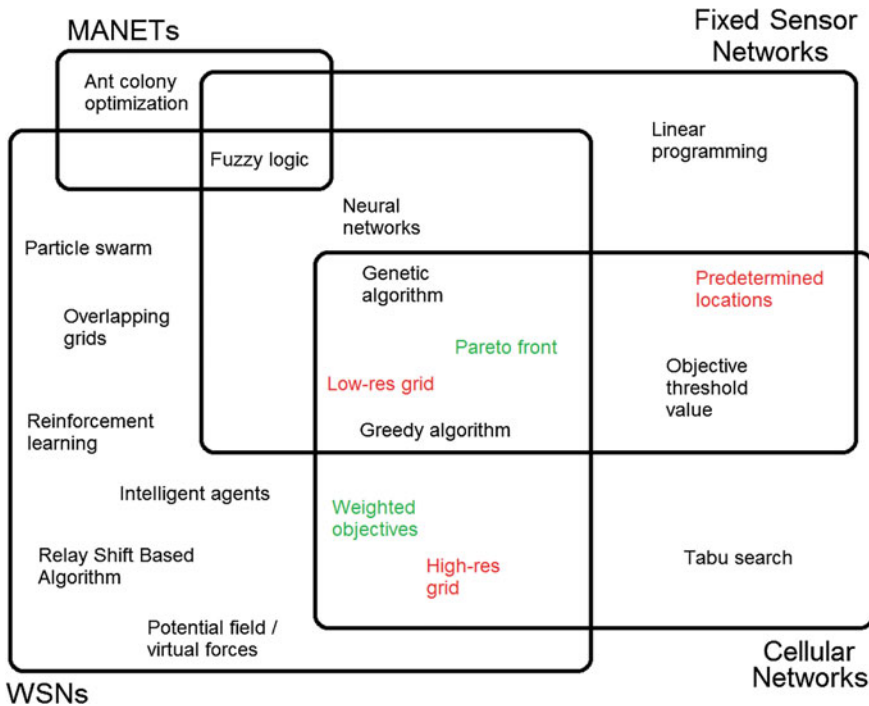 MANETs
Fixed Sensor
Networks
Ant colony
optimization
Linear
programming
Fuzzy logic
Neural
networks
Particle swarm
Genetic
algorithm
Predetermined
locations
Overlapping
grids
Pareto front
Low-res grid
Objective
threshold
value
Reinforcement
learning
Greedy algorithm
Intelligent agents
Weighted
objectives
Relay Shift Based
Algorithm
High-res
grid
Tabu search
Potential field /
virtual forces
WSNs
Cellular
Networks